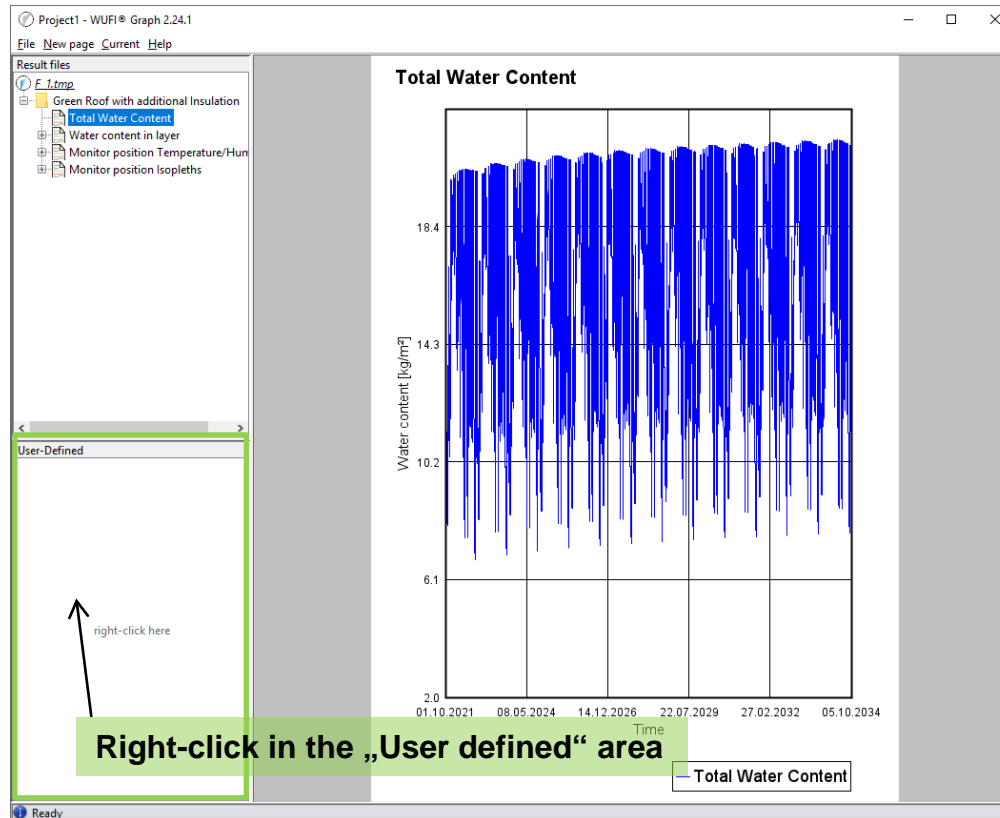 Project1 - WUFI® Graph 2.24.1
File New page Current Help
Result files
F_1.tmp
Green Roof with additional Insulation
Total Water Content
Water content in layer
Monitor position Temperature/Hum
Monitor position Isopleths
User-Defined
right-click here
Total Water Content
Water content [kg/m²]
18.4
14.3
10.2
6.1
2.0
01.10.2021 08.05.2024 14.12.2026 22.07.2029 27.02.2032 05.10.2034
Time
Right-click in the „User defined“ area
Total Water Content
Ready